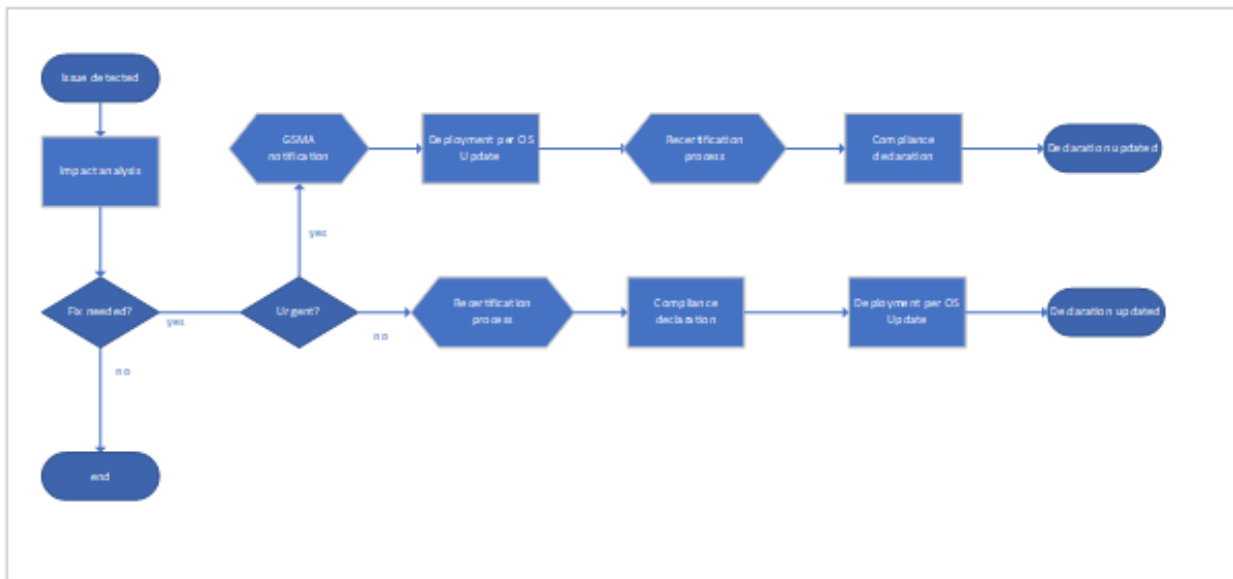 Issue detected
Impact analysis
GSMA
notification
Deployment per OS
Update
Recertification
process
Compliance
declaration
Declaration updated
yes
Fix needed?
yes
Urgent?
no
Recertification
process
Compliance
declaration
Deployment per OS
Update
Declaration updated
no
end